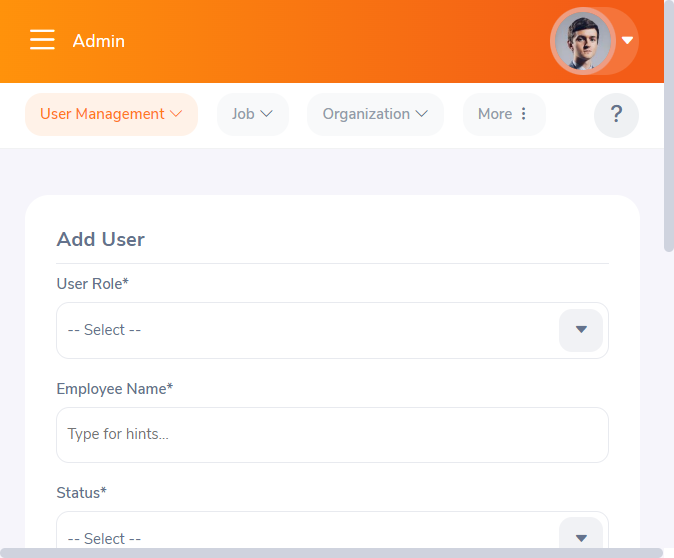 Admin
User Management
Job
Organization
More
?
Add User
User Role*
-- Select --
Employee Name*
Type for hints...
Status*
-- Select --